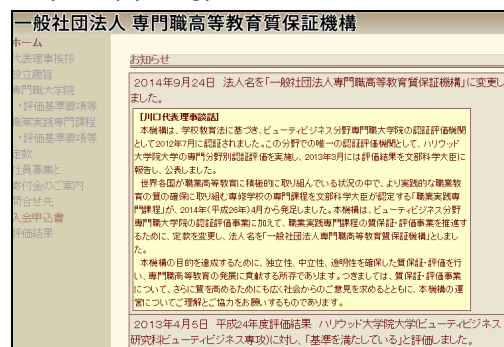 一般社団法人 専門職高等教育質保証機構
ホーム
代表理事挨拶
設立趣旨
専門職大学院
・評価基準要項等
職業実践専門課程
・評価基準要項等
定款
社員募集と
寄付金のご案内
問合せ先
入会申込書
評価結果
お知らせ
2014年9月24日 法人名を「一般社団法人専門職高等教育質保証機構」に変更し
ました。
【川口代表理事談話】
本機構は、学校教育法に基づき、ビューティビジネス分野専門職大学院の認証評価機関
として2012年7月に認証されました。この分野での唯一の認証評価機関として、ハリウッド
大学院大学の専門分野別認証評価を実施し、2013年3月には評価結果を文部科学大臣に
報告し、公表しました。
世界各国が職業高等教育に積極的に取り組んでいる状況の中で、より実践的な職業教
育の質の確保に取り組む専修学校の専門課程を文部科学大臣が認定する「職業実践専
門課程」が、2014年(平成26年)4月から発足しました。本機構は、ビューティビジネス分野
専門職大学院の認証評価事業に加えて、職業実践専門課程の質保証・評価事業を推進す
るために、定款を変更し、法人名を「一般社団法人専門職高等教育質保証機構」としまし
た。
本機構の目的を達成するために、独立性、中立性、透明性を確保した質保証・評価を行
い、専門職高等教育の発展に貢献する所存であります。つきましては、質保証・評価事業
について、さらに質を高めるためにも広く社会からのご意見を求めるとともに、本機構の運
営についてご理解とご協力をお願いするものであります。
2013年4月5日 平成24年度評価結果 ハリウッド大学院大学(ビューティビジネス
研究科ビューティビジネス専攻)に対し、「基準を満たしている」と評価しました。